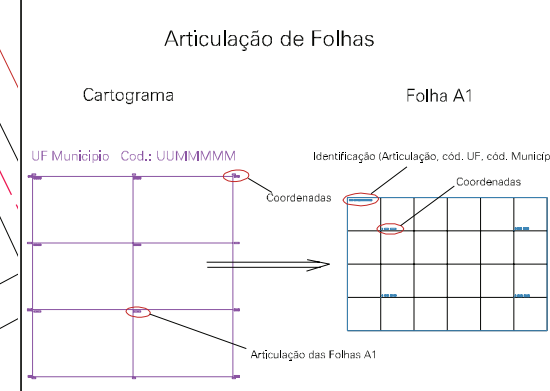 Articulação de Folhas
Cartograma
Folha A1
UF Municipio Cod.: UUMMMMM
Identificação (Articulação, cód. UF, cód. Municíp
Coordenadas
Coordenadas
Articulação das Folhas A1